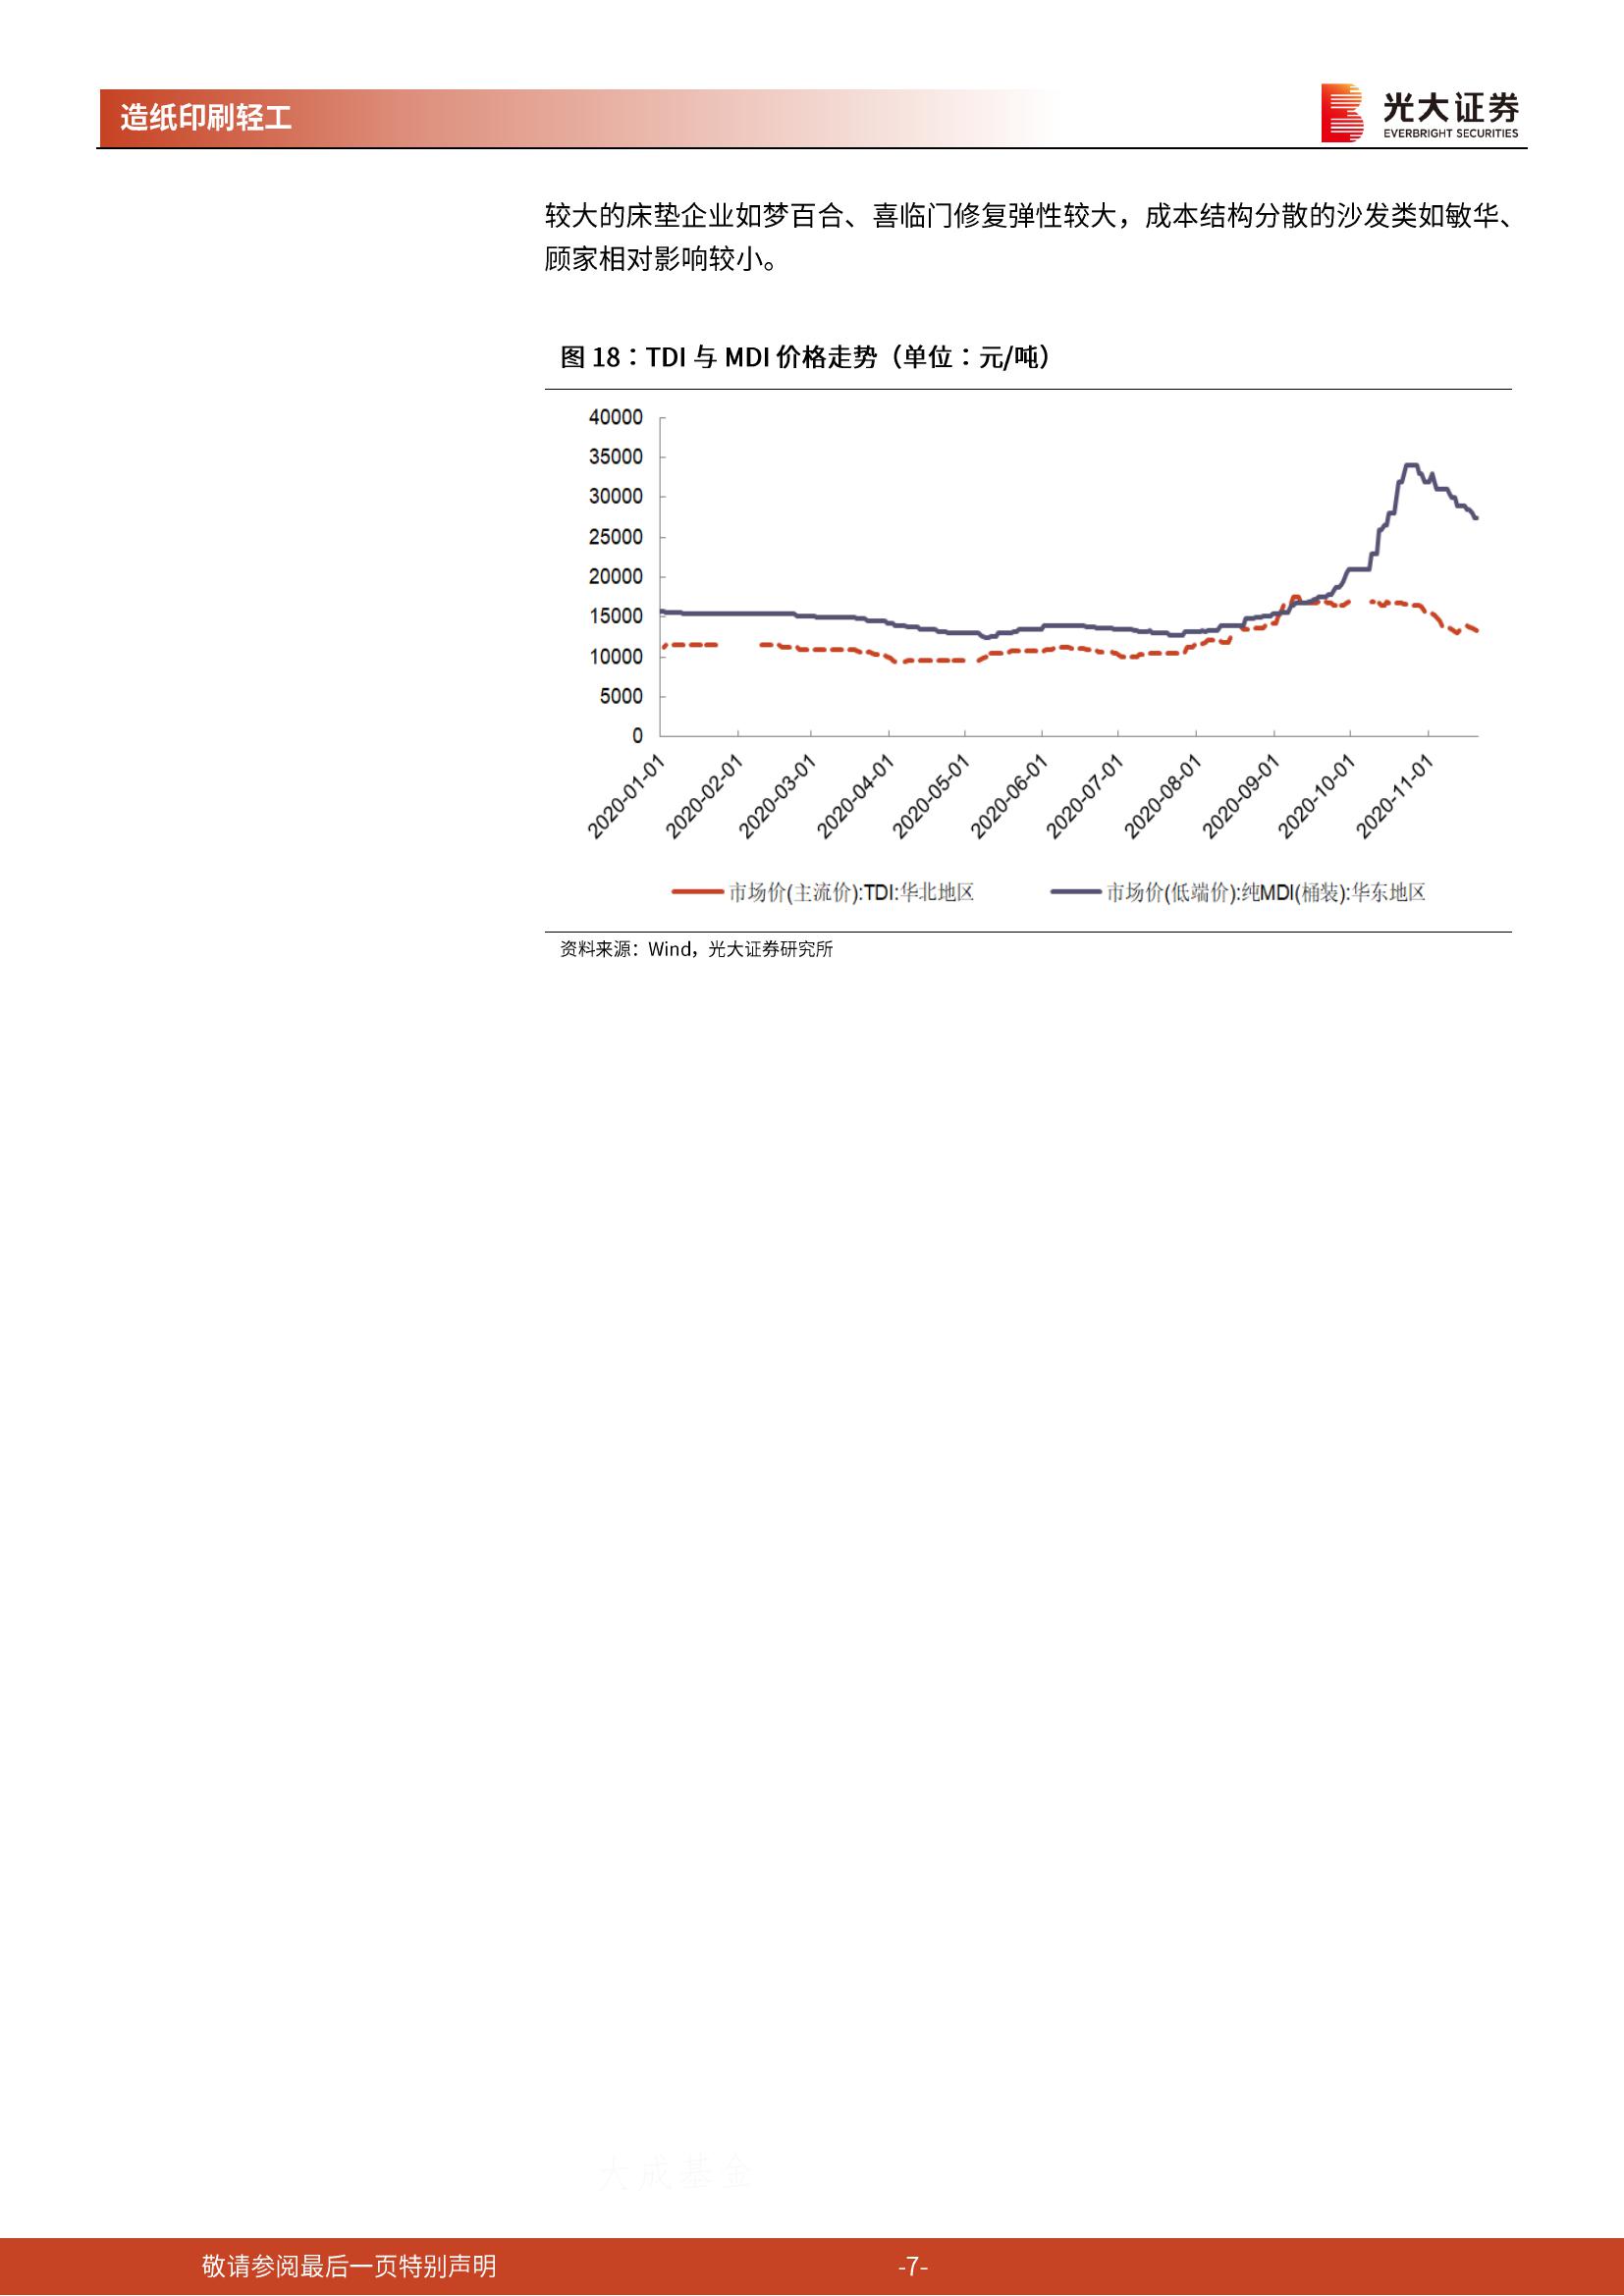 造纸印刷轻工
光大证券
EVERBRIGHT SECURITIES
较大的床垫企业如梦百合、喜临门修复弹性较大，成本结构分散的沙发类如敏华、
顾家相对影响较小。
图 18：TDI 与 MDI 价格走势（单位：元/吨）
40000
35000
30000
25000
20000
15000
10000
5000
0
2020-01-01
2020-02-01
2020-03-01
2020-04-01
2020-05-01
2020-06-01
2020-07-01
2020-08-01
2020-09-01
2020-10-01
2020-11-01
市场价(主流价):TDI:华北地区
市场价(低端价):纯MDI(桶装):华东地区
资料来源：Wind，光大证券研究所
大成基金
敬请参阅最后一页特别声明
-7-